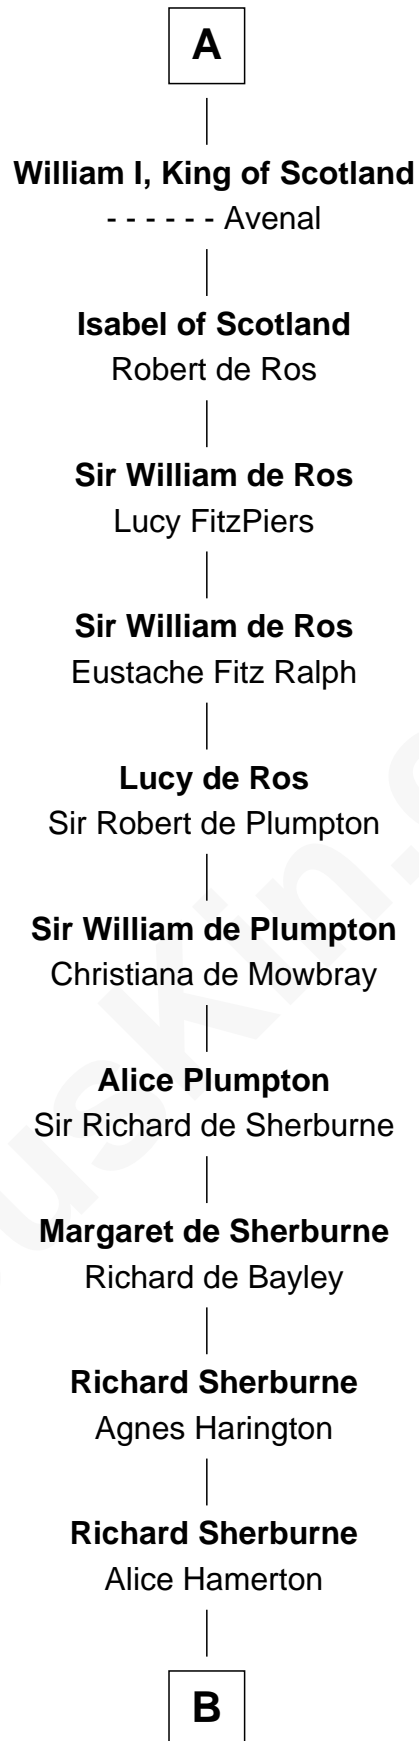 A
William I, King of Scotland
- - - - - - Avenal
Isabel of Scotland
Robert de Ros
Sir William de Ros
Lucy FitzPiers
Sir William de Ros
Eustache Fitz Ralph
Lucy de Ros
Sir Robert de Plumpton
Sir William de Plumpton
Christiana de Mowbray
Alice Plumpton
Sir Richard de Sherburne
Margaret de Sherburne
Richard de Bayley
Richard Sherburne
Agnes Harington
Richard Sherburne
Alice Hamerton
B